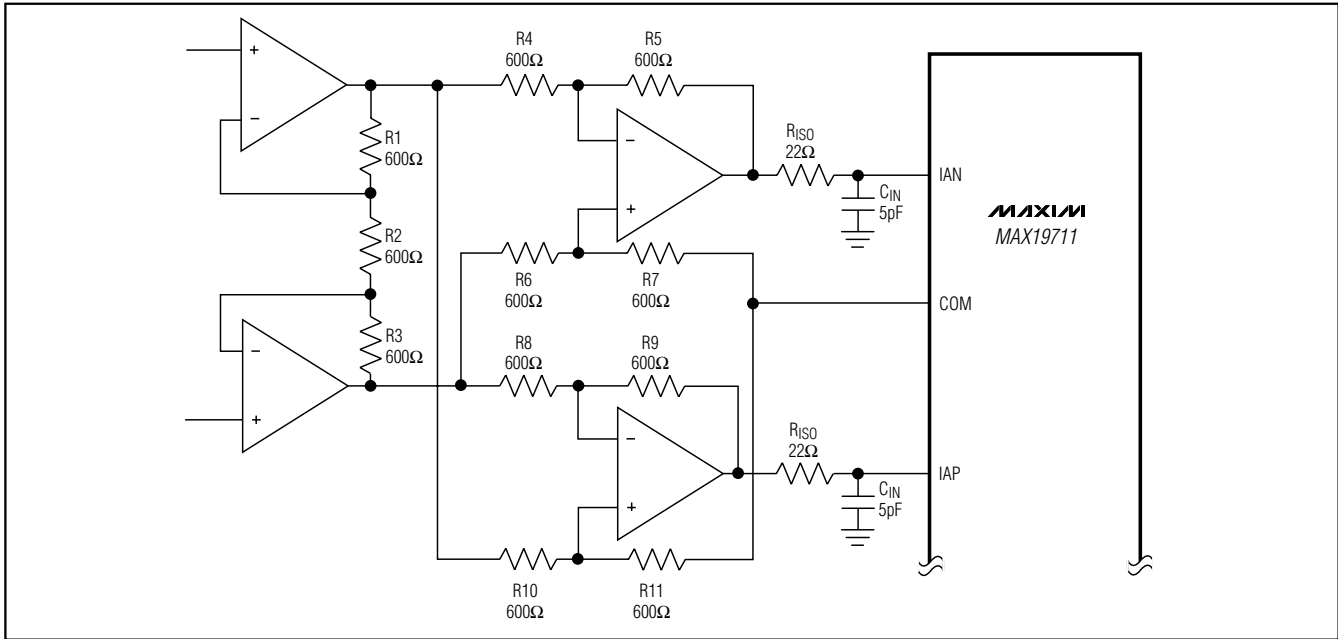 R4
600Ω
R5
600Ω
+
−
R1
600Ω
R2
600Ω
R3
600Ω
−
+
−
+
RISO
22Ω
CIN
5pF
IAN
MAXIM
MAX19711
R6
600Ω
R7
600Ω
COM
R8
600Ω
R9
600Ω
−
+
RISO
22Ω
CIN
5pF
IAP
R10
600Ω
R11
600Ω